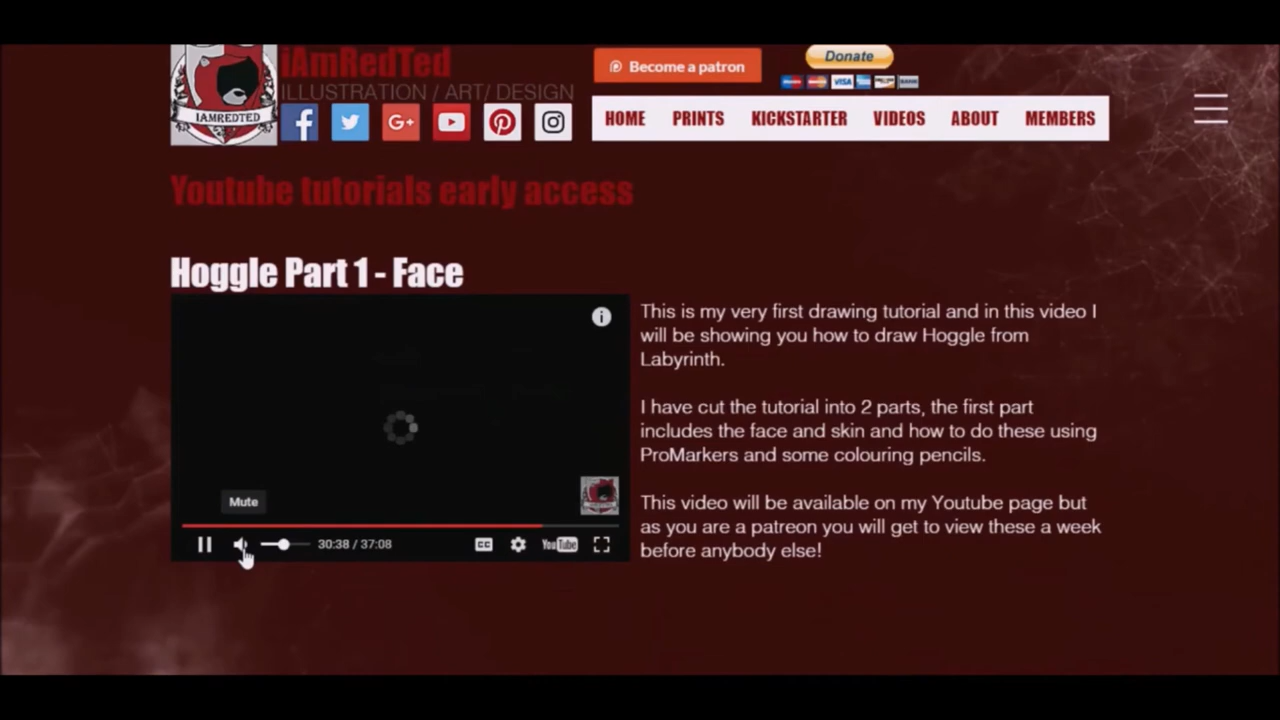 iAmRedTed
ILLUSTRATION / ART/ DESIGN
IAMREDTED
Become a patron
Donate
VISA
HOME PRINTS KICKSTARTER VIDEOS ABOUT MEMBERS
Youtube tutorials early access
Hoggle Part 1 - Face
This is my very first drawing tutorial and in this video I
will be showing you how to draw Hoggle from
Labyrinth.
I have cut the tutorial into 2 parts, the first part
includes the face and skin and how to do these using
ProMarkers and some colouring pencils.
This video will be available on my Youtube page but
as you are a patreon you will get to view these a week
before anybody else!
Mute
30:38 / 37:08
CC
YouTube